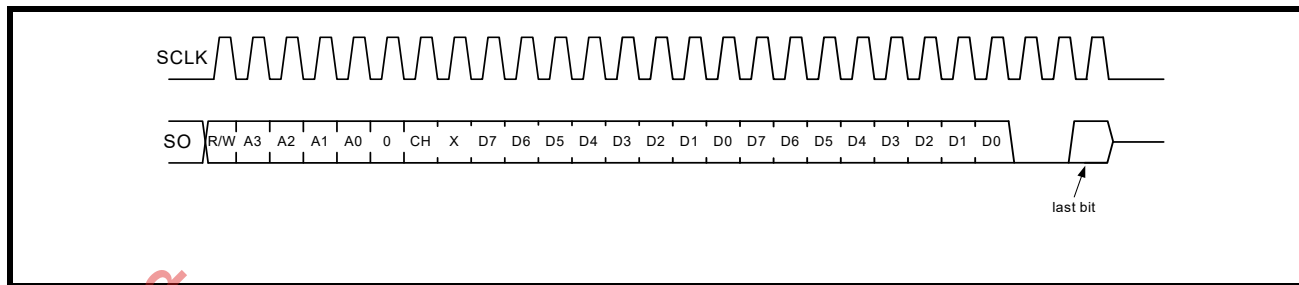 SCLK
SO R/W A3 A2 A1 A0 0 CH X D7 D6 D5 D4 D3 D2 D1 D0 D7 D6 D5 D4 D3 D2 D1 D0
last bit